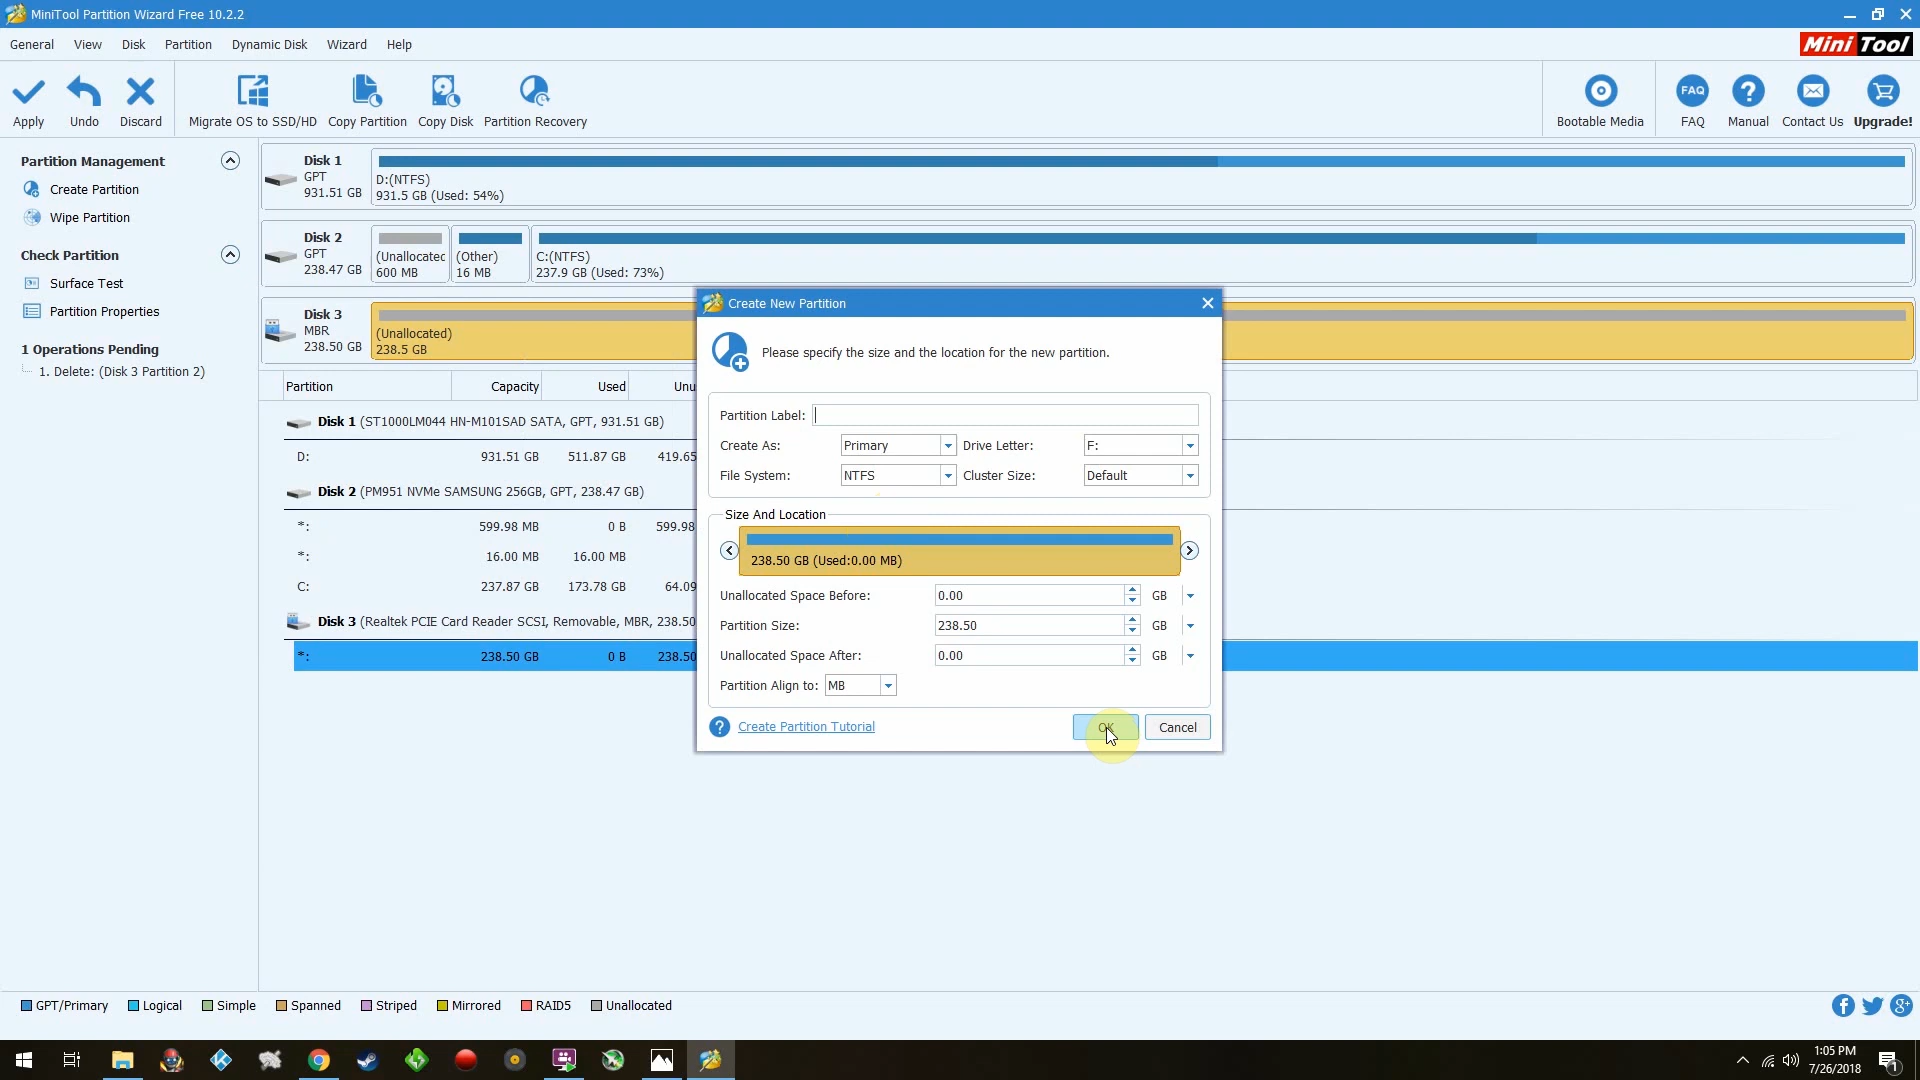 MiniTool Partition Wizard Free 10.2.2
General View Disk Partition Dynamic Disk Wizard Help
Mini Tool
Apply Undo Discard Migrate OS to SSD/HD Copy Partition Copy Disk Partition Recovery Bootable Media FAQ FAQ Manual Contact Us Upgrade!
Partition Management
Create Partition
Wipe Partition
Check Partition
Surface Test
Partition Properties
1 Operations Pending
1. Delete: (Disk 3 Partition 2)
Disk 1
GPT
931.51 GB
D:(NTFS)
931.5 GB (Used: 54%)
Disk 2
GPT
238.47 GB
(Unallocated
600 MB
(Other)
16 MB
C:(NTFS)
237.9 GB (Used: 73%)
Disk 3
MBR
238.50 GB
(Unallocated)
238.5 GB
Partition Capacity Used Unu
Disk 1 (ST1000LM044 HN-M101SAD SATA, GPT, 931.51 GB)
D: 931.51 GB 511.87 GB 419.65
Disk 2 (PM951 NVMe SAMSUNG 256GB, GPT, 238.47 GB)
*: 599.98 MB 0 B 599.98
*: 16.00 MB 16.00 MB
C: 237.87 GB 173.78 GB 64.09
Disk 3 (Realtek PCIE Card Reader SCSI, Removable, MBR, 238.50
*: 238.50 GB 0 B 238.50
Create New Partition
Please specify the size and the location for the new partition.
Partition Label:
Create As: Primary Drive Letter: F:
File System: NTFS Cluster Size: Default
Size And Location
238.50 GB (Used:0.00 MB)
Unallocated Space Before: 0.00 GB
Partition Size: 238.50 GB
Unallocated Space After: 0.00 GB
Partition Align to: MB
? Create Partition Tutorial OK Cancel
GPT/Primary Logical Simple Spanned Striped Mirrored RAID5 Unallocated
1:05 PM
7/26/2018
1